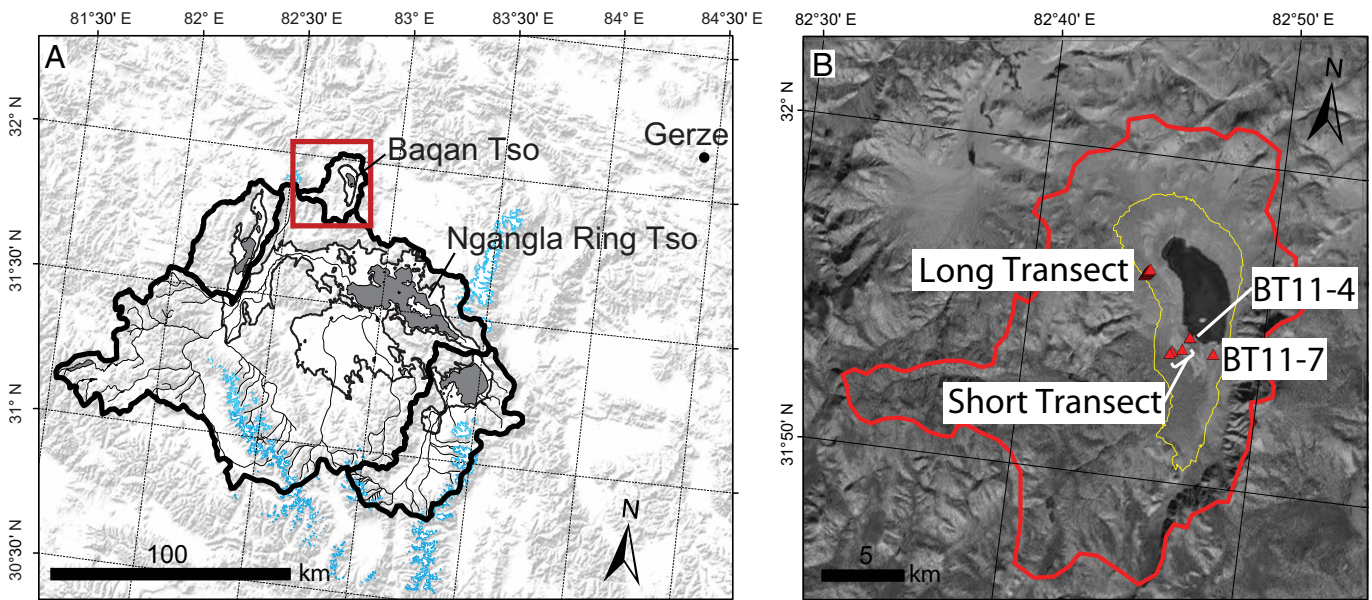 81°30' E 82° E 82°30' E 83° E 83°30' E 84° E 84°30' E
A
32° N
31°30' N
31° N
30°30' N
Gerze
Baqan Tso
Ngangla Ring Tso
N
100
km
82°30' E 82°40' E 82°50' E
B
32° N
31°50' N
N
Long Transect
BT11-4
BT11-7
Short Transect
5
km